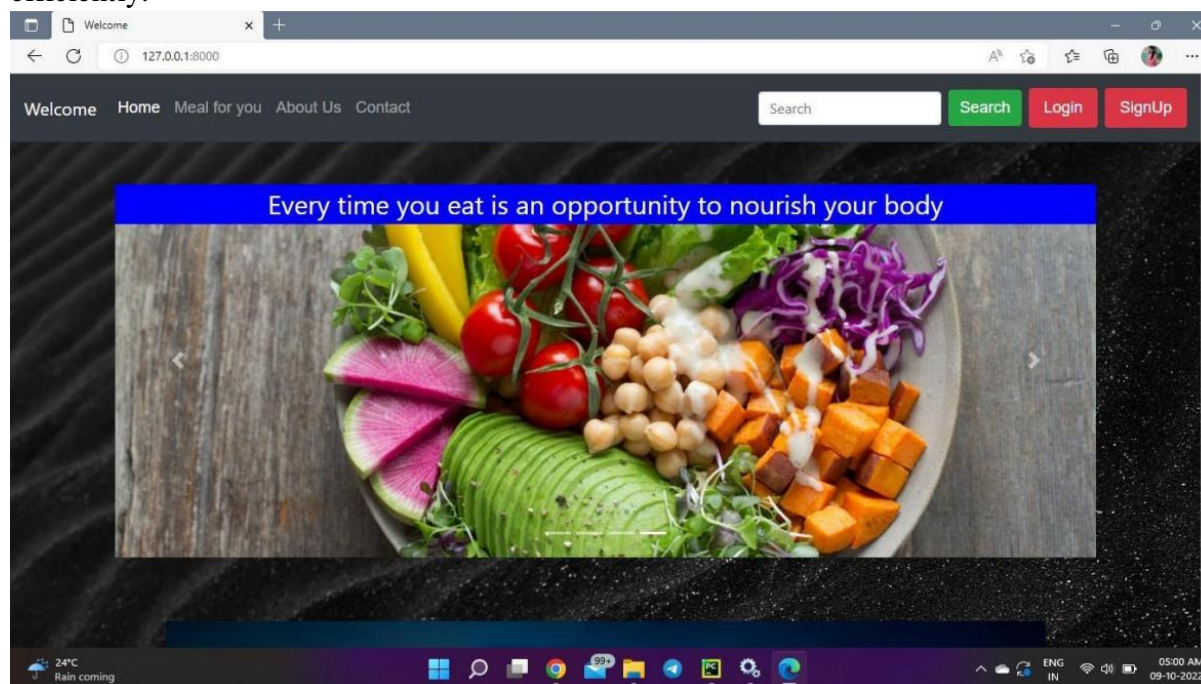 efficiently.
Welcome
127.0.0.1:8000
Welcome Home Meal for you About Us Contact Search Search Login SignUp
Every time you eat is an opportunity to nourish your body
24°C
Rain coming
99+
PC
ENG
IN
05:00 AM